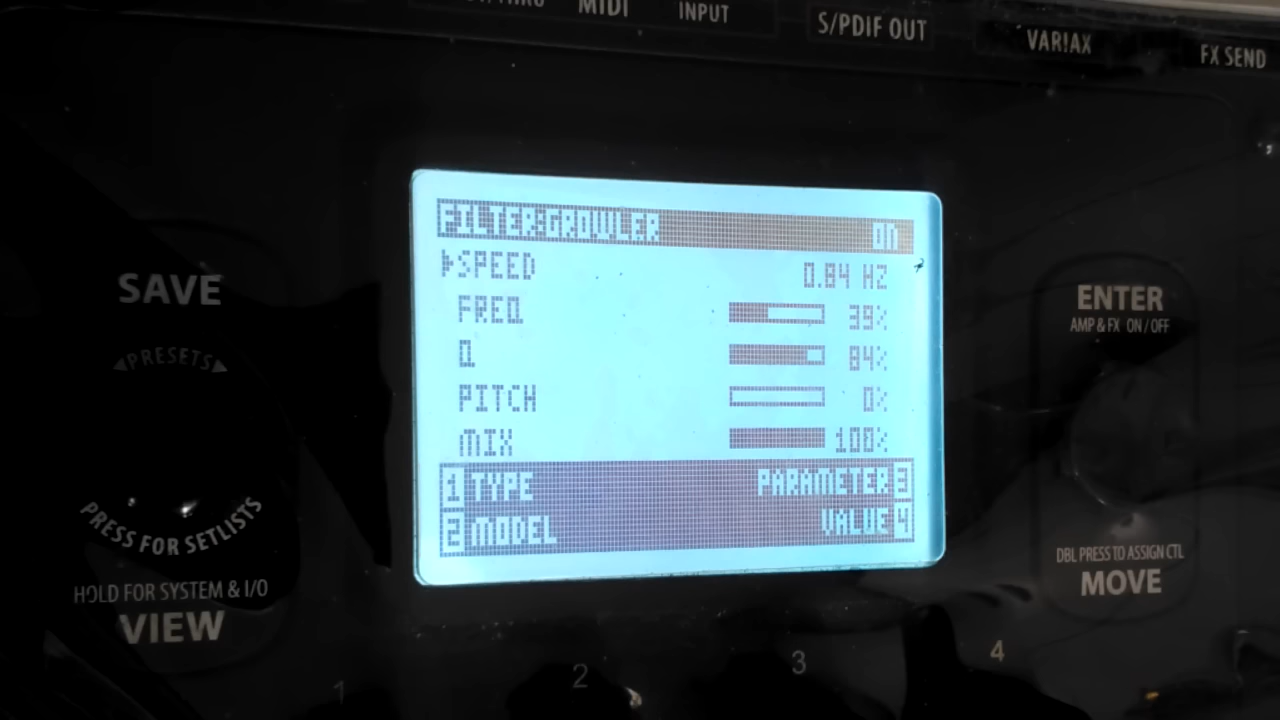 THRU MIDI INPUT S/PDIF OUT VARIAX FX SEND
SAVE
PRESETS
PRESS FOR SETLISTS
HOLD FOR SYSTEM & I/O
VIEW
FILTER:GROWLER ON
SPEED 0.84 HZ
FREQ 39%
Q 84%
PITCH 0%
MIX 100%
1 TYPE PARAMETER 3
2 MODEL VALUE 4
ENTER
AMP & FX ON/OFF
DBL PRESS TO ASSIGN CTL
MOVE
1 2 3 4